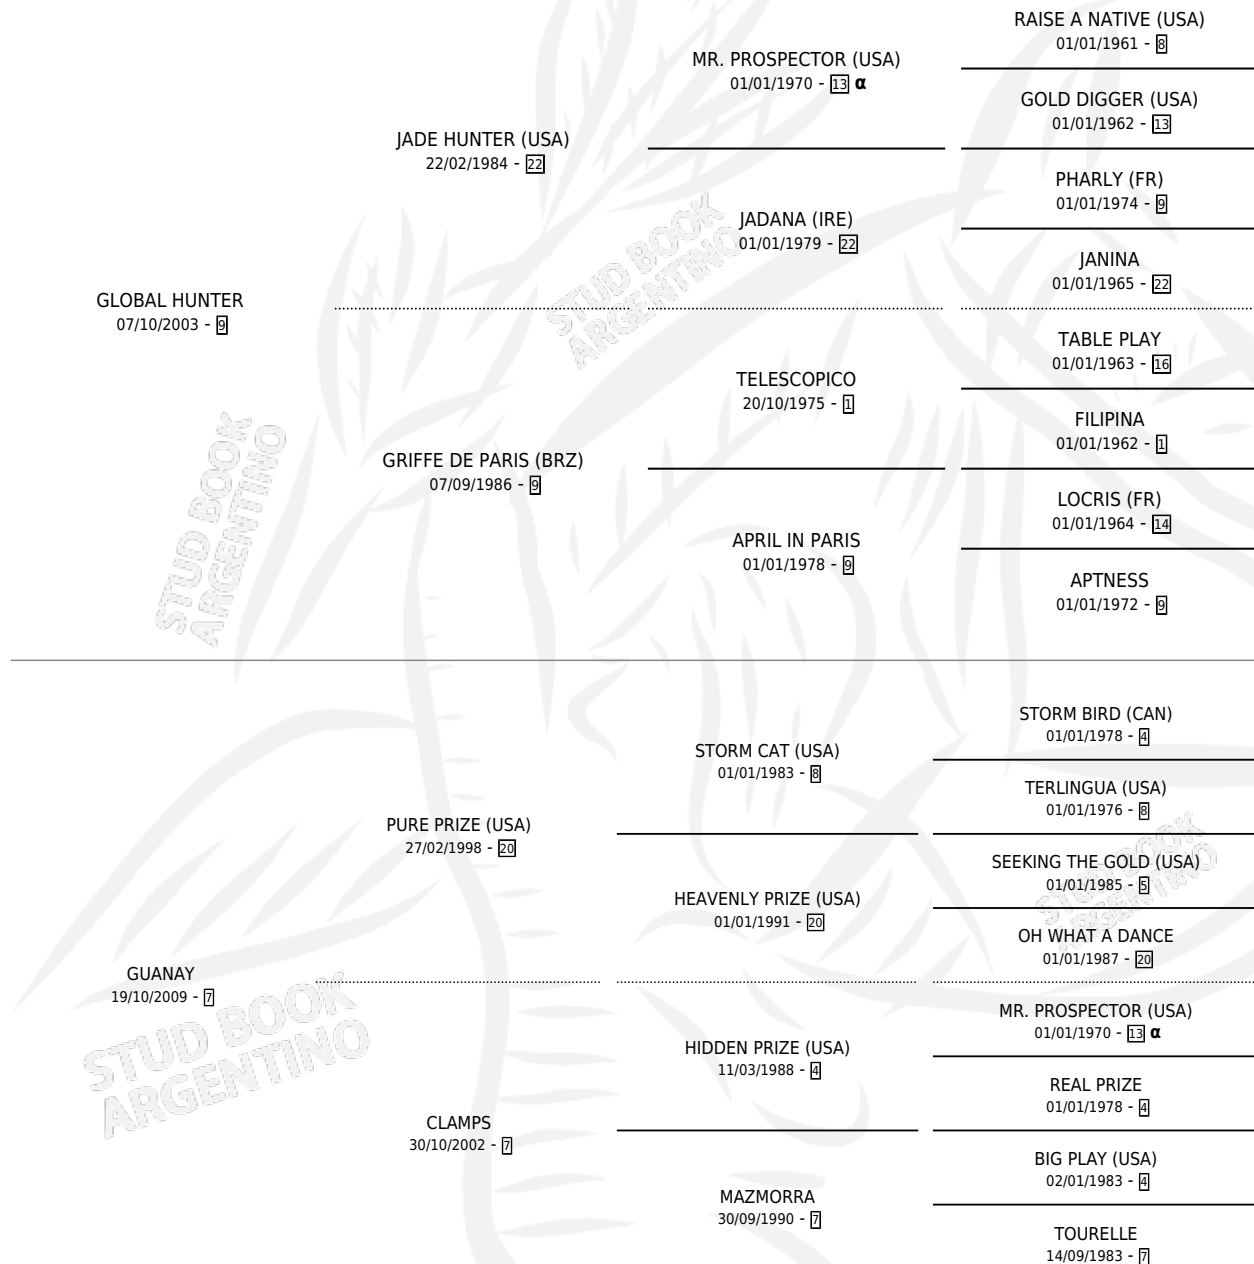 RAISE A NATIVE (USA)
01/01/1961 - 8
MR. PROSPECTOR (USA)
01/01/1970 - 13 α
GOLD DIGGER (USA)
01/01/1962 - 13
JADE HUNTER (USA)
22/02/1984 - 22
PHARLY (FR)
01/01/1974 - 9
JADANA (IRE)
01/01/1979 - 22
JANINA
01/01/1965 - 22
GLOBAL HUNTER
07/10/2003 - 9
TABLE PLAY
01/01/1963 - 16
TELESCOPICO
20/10/1975 - 1
FILIPINA
01/01/1962 - 1
GRIFFE DE PARIS (BRZ)
07/09/1986 - 9
LOCRIS (FR)
01/01/1964 - 14
APRIL IN PARIS
01/01/1978 - 9
APTNESS
01/01/1972 - 9
STORM BIRD (CAN)
01/01/1978 - 4
STORM CAT (USA)
01/01/1983 - 8
TERLINGUA (USA)
01/01/1976 - 8
PURE PRIZE (USA)
27/02/1998 - 20
SEEKING THE GOLD (USA)
01/01/1985 - 5
HEAVENLY PRIZE (USA)
01/01/1991 - 20
OH WHAT A DANCE
01/01/1987 - 20
GUANAY
19/10/2009 - 7
MR. PROSPECTOR (USA)
01/01/1970 - 13 α
HIDDEN PRIZE (USA)
11/03/1988 - 4
REAL PRIZE
01/01/1978 - 4
CLAMPS
30/10/2002 - 7
BIG PLAY (USA)
02/01/1983 - 4
MAZMORRA
30/09/1990 - 7
TOURELLE
14/09/1983 - 7
STUD BOOK
ARGENTINO
STUD BOOK
ARGENTINO
STUD BOOK
ARGENTINO
STUD BOOK
ARGENTINO